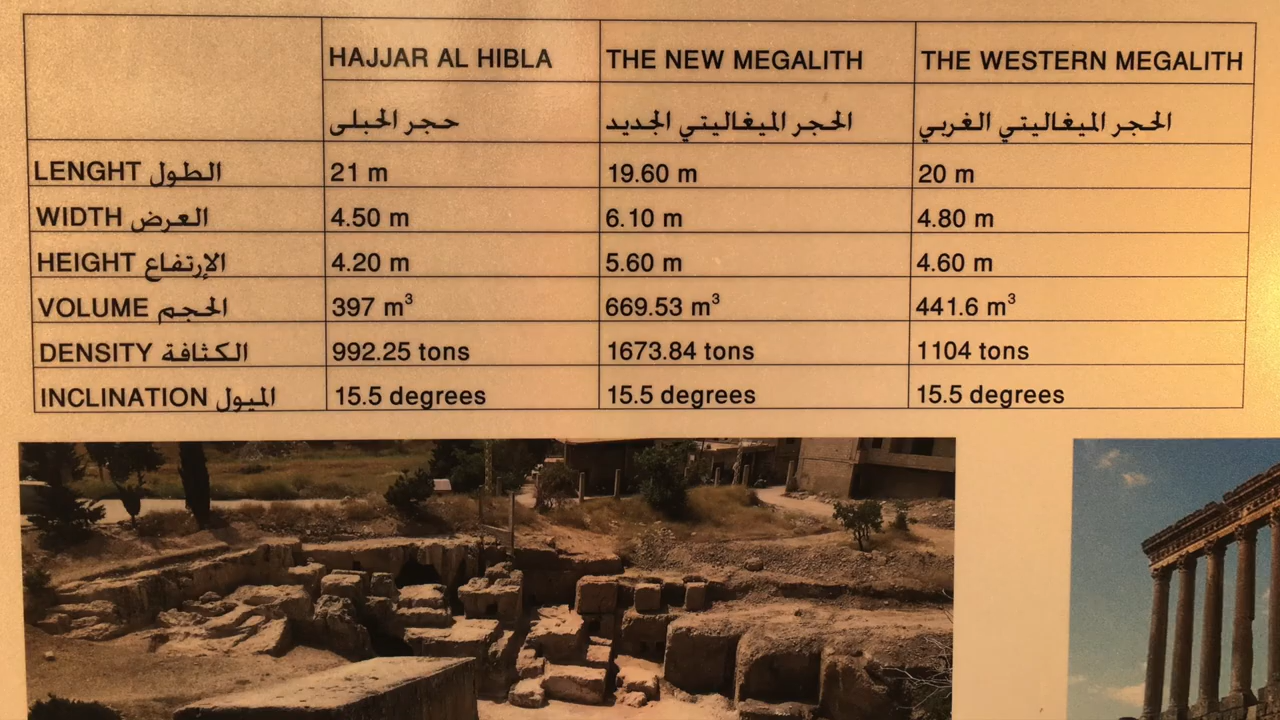 HAJJAR AL HIBLA THE NEW MEGALITH THE WESTERN MEGALITH
حجر الحبلى الحجر الميغاليتي الجديد الحجر الميغاليتي الغربي
LENGHT الطول 21 m 19.60 m 20 m
WIDTH العرض 4.50 m 6.10 m 4.80 m
HEIGHT الإرتفاع 4.20 m 5.60 m 4.60 m
VOLUME الحجم 397 m³ 669.53 m³ 441.6 m³
DENSITY الكثافة 992.25 tons 1673.84 tons 1104 tons
INCLINATION الميول 15.5 degrees 15.5 degrees 15.5 degrees